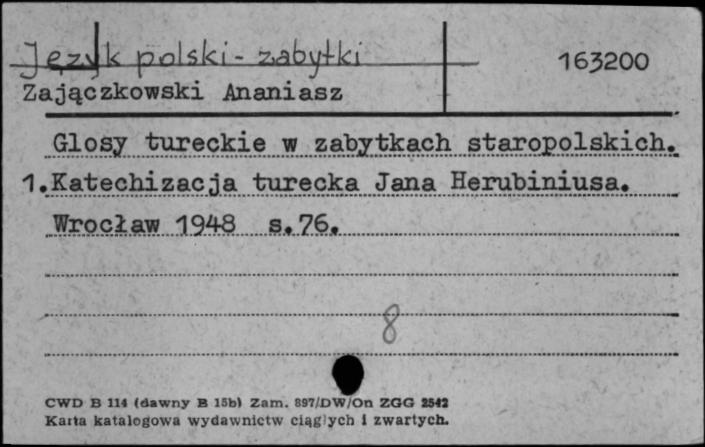 Język polski - zabytki
163200
Zajączkowski Ananiasz
Glosy tureckie w zabytkach staropolskich.
1. Katechizacja turecka Jana Herubiniusa.
Wrocław 1948 s.76.
8
CWD B 114 (dawny B 15b) Zam. 897/DW/On ZGG 2542
Karta katalogowa wydawnictw ciągłych i zwartych.